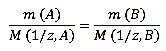 m (A) / M (1/z, A) = m (B) / M (1/z, B)